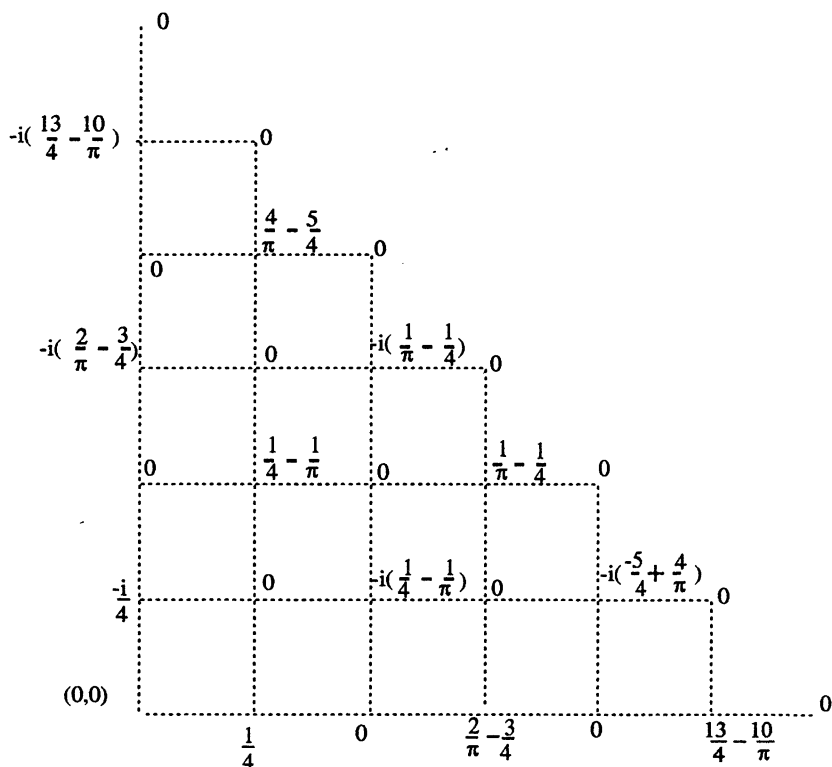 0
-i( 13/4 - 10/π ) 0
4/π - 5/4 0
0
-i( 2/π - 3/4 ) 0 -i( 1/π - 1/4 ) 0
0 1/4 - 1/π 0 1/π - 1/4 0
-i/4 0 -i( 1/4 - 1/π ) 0 -i( -5/4 + 4/π ) 0
(0,0) 0
1/4 0 2/π - 3/4 0 13/4 - 10/π